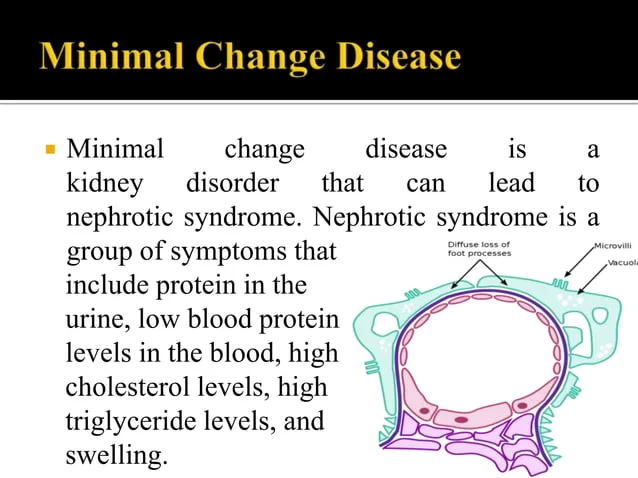 Minimal Change Disease
Minimal change disease is a
kidney disorder that can lead to
nephrotic syndrome. Nephrotic syndrome is a
group of symptoms that
include protein in the
urine, low blood protein
levels in the blood, high
cholesterol levels, high
triglyceride levels, and
swelling.
Diffuse loss of
foot processes
Microvilli
Vacuola